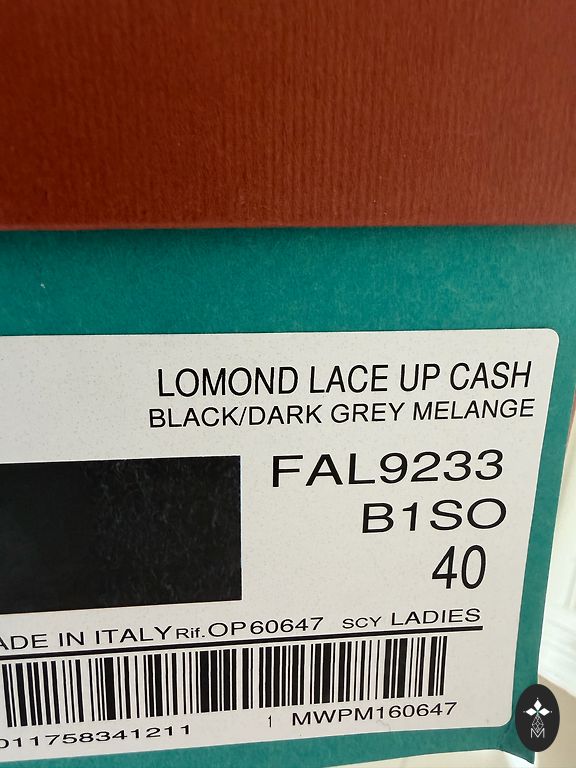 LOMOND LACE UP CASH
BLACK/DARK GREY MELANGE
FAL9233
B1SO
40
ADE IN ITALY Rif. OP60647 SCY LADIES
011758341211 1 MWPM160647
M